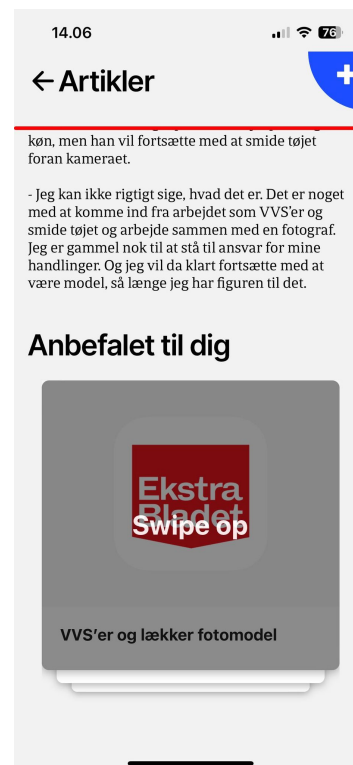 14.06
76
← Artikler
+
køn, men han vil fortsætte med at smide tøjet
foran kameraet.
- Jeg kan ikke rigtigt sige, hvad det er. Det er noget
med at komme ind fra arbejdet som VVS’er og
smide tøjet og arbejde sammen med en fotograf.
Jeg er gammel nok til at stå til ansvar for mine
handlinger. Og jeg vil da klart fortsætte med at
være model, så længe jeg har figuren til det.
Anbefalet til dig
Ekstra
Bladet
Swipe op
VVS’er og lækker fotomodel